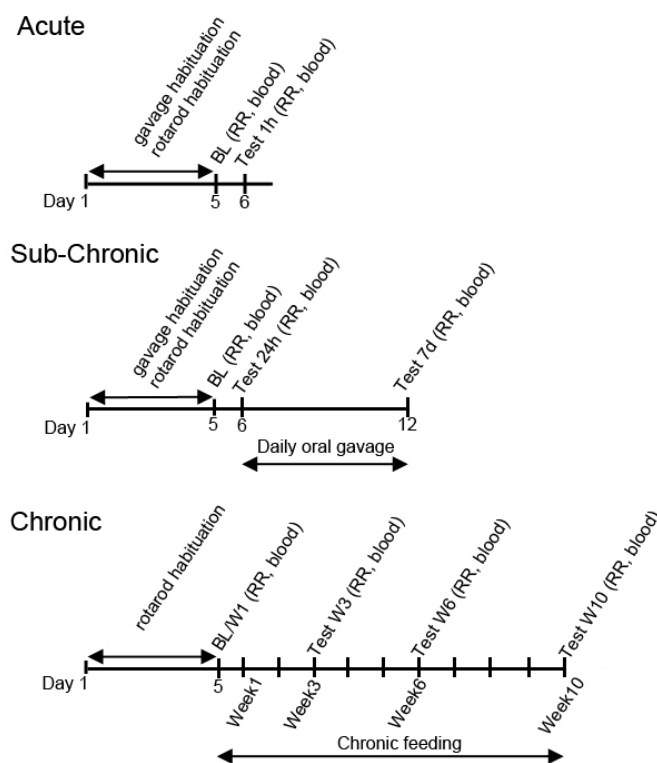 Acute
gavage habituation
rotarod habituation
BL (RR, blood)
Test 1h (RR, blood)
Day 1
5
6
Sub-Chronic
gavage habituation
rotarod habituation
BL (RR, blood)
Test 24h (RR, blood)
Test 7d (RR, blood)
Day 1
5
6
12
Daily oral gavage
Chronic
rotarod habituation
BL/W1 (RR, blood)
Test W3 (RR, blood)
Test W6 (RR, blood)
Test W10 (RR, blood)
Day 1
5
Week1
Week3
Week6
Week10
Chronic feeding